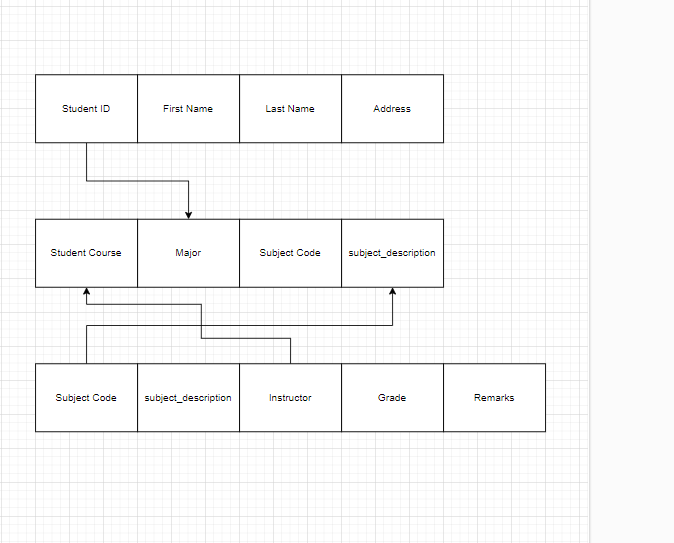 Student ID
First Name
Last Name
Address
Student Course
Major
Subject Code
subject_description
Subject Code
subject_description
Instructor
Grade
Remarks